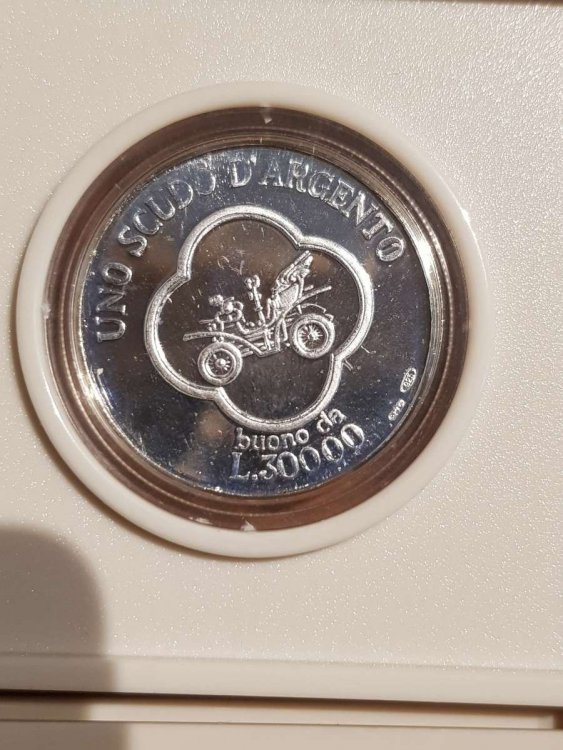 UNO SCUDO D'ARGENTO
buono da
L.30000